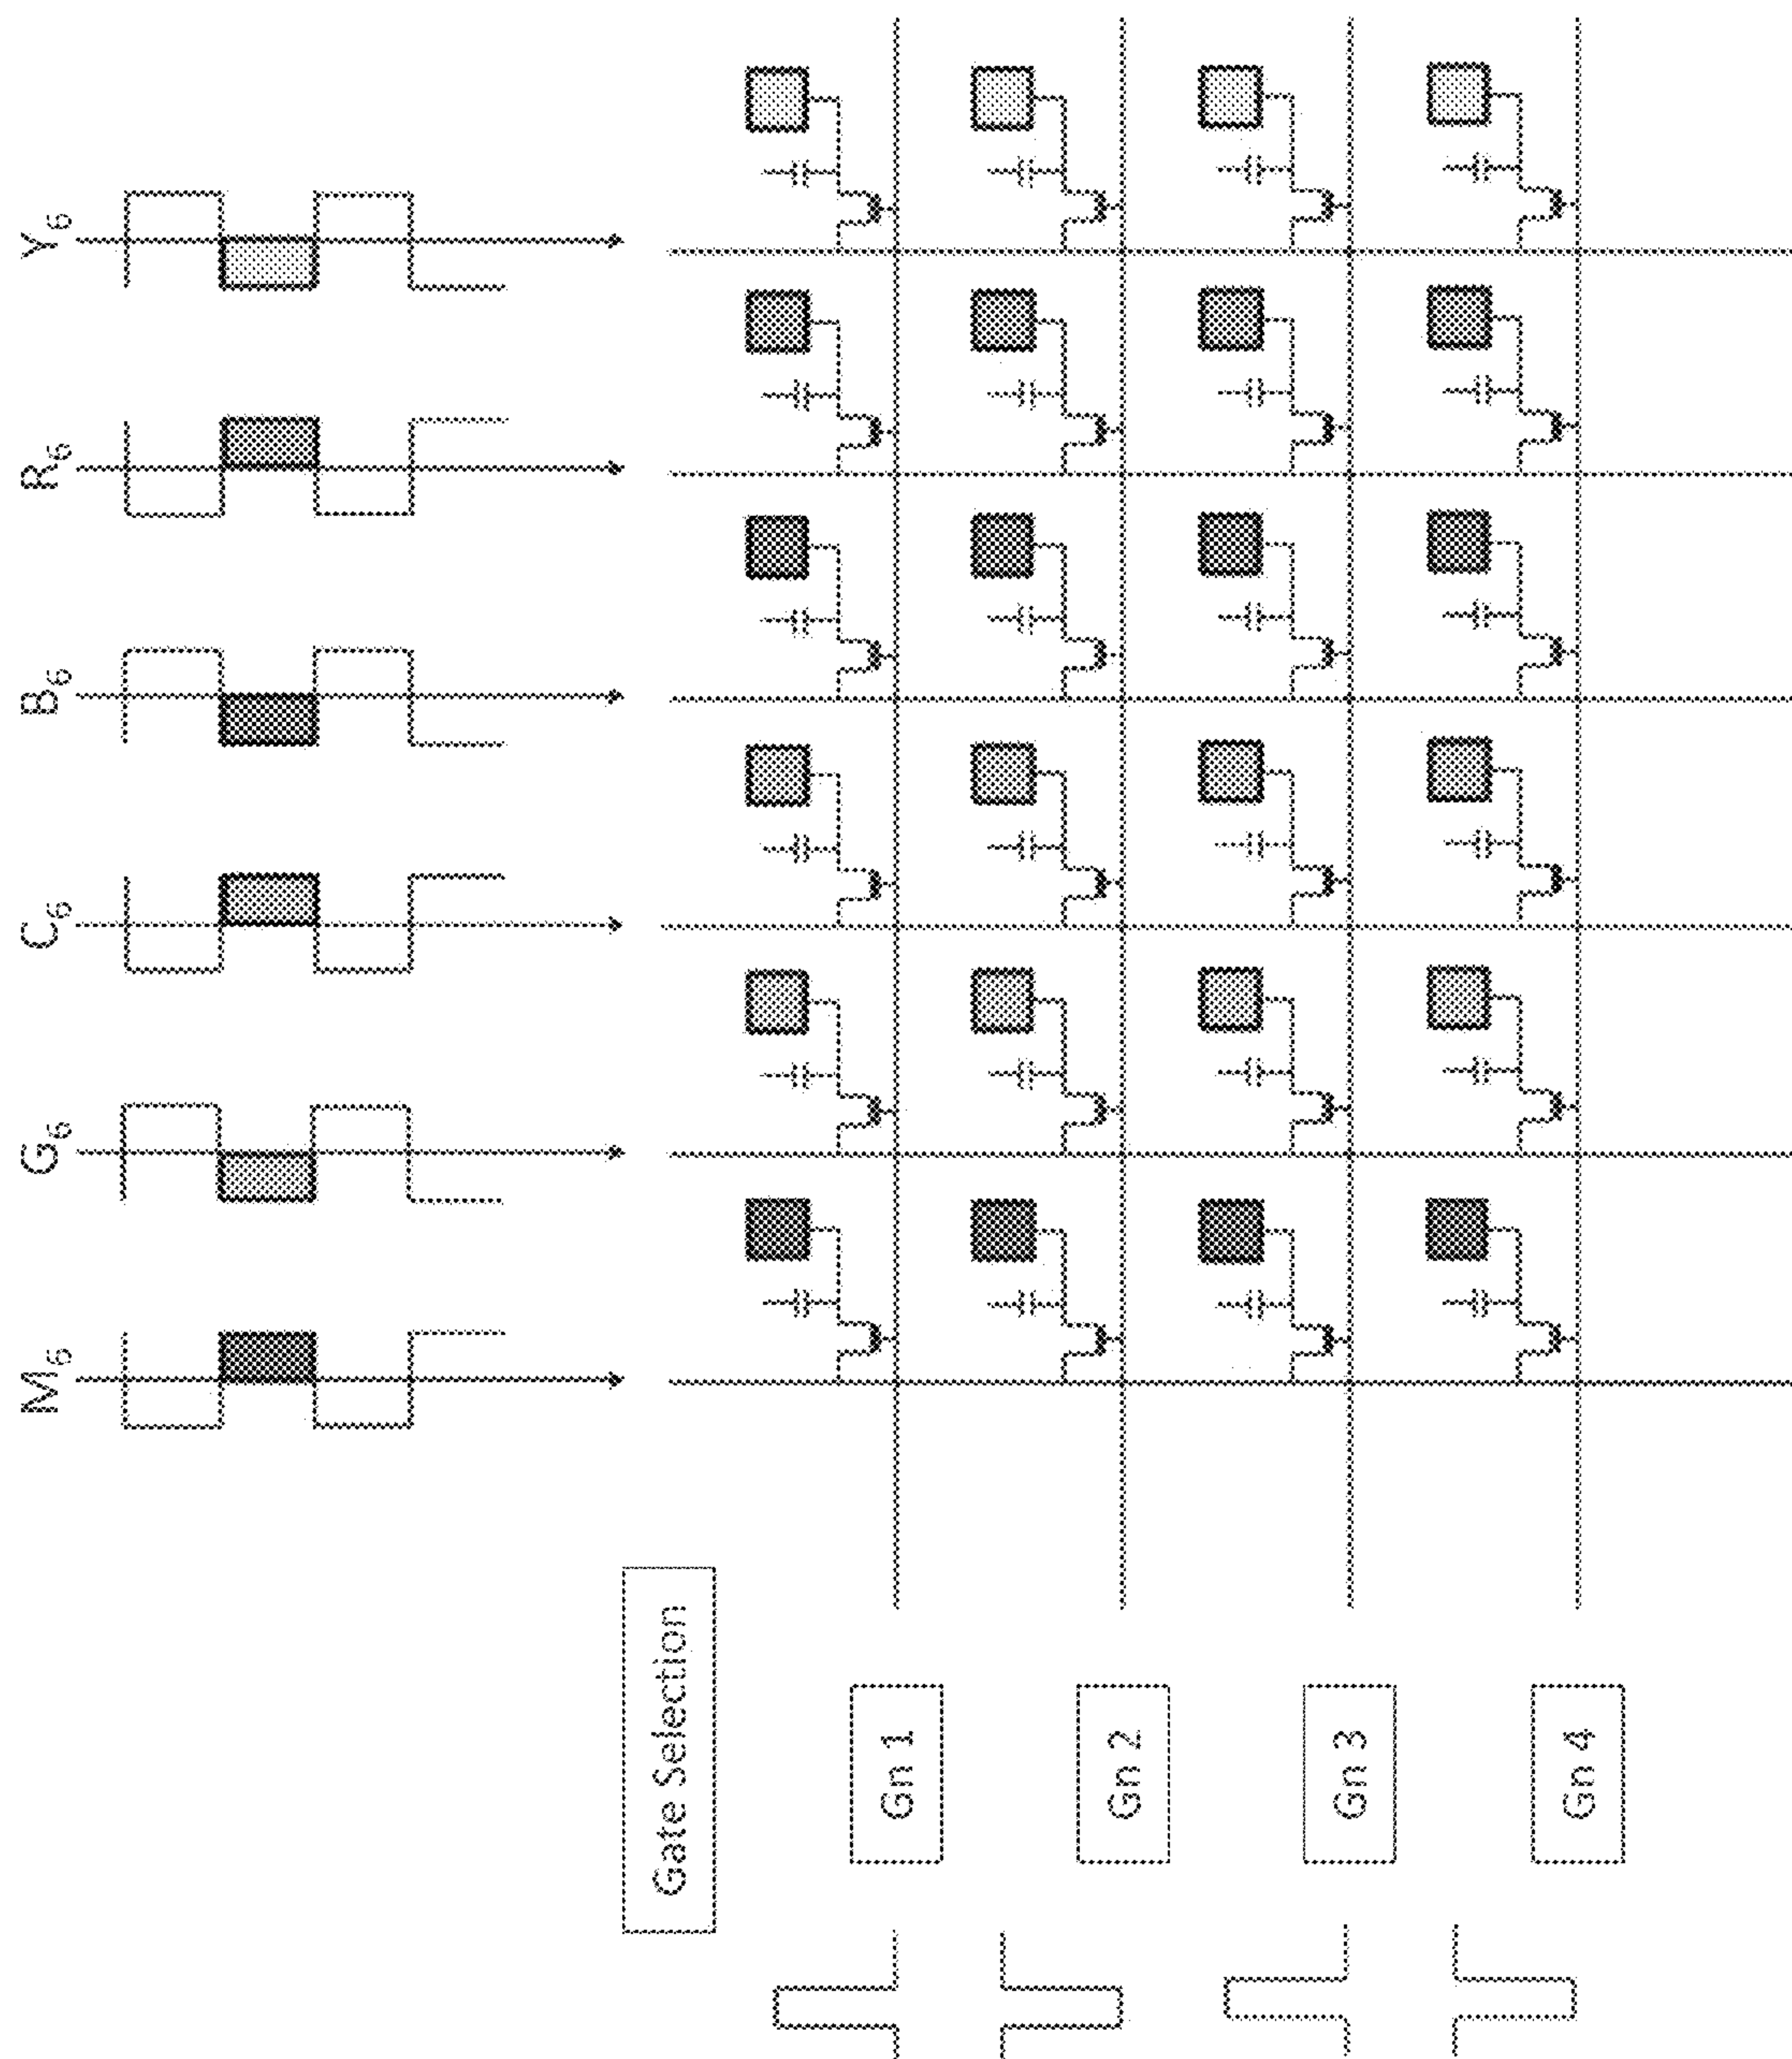 M₆
G₆
C₆
B₆
R₆
Y₆
Gate Selection
Gn 1
Gn 2
Gn 3
Gn 4